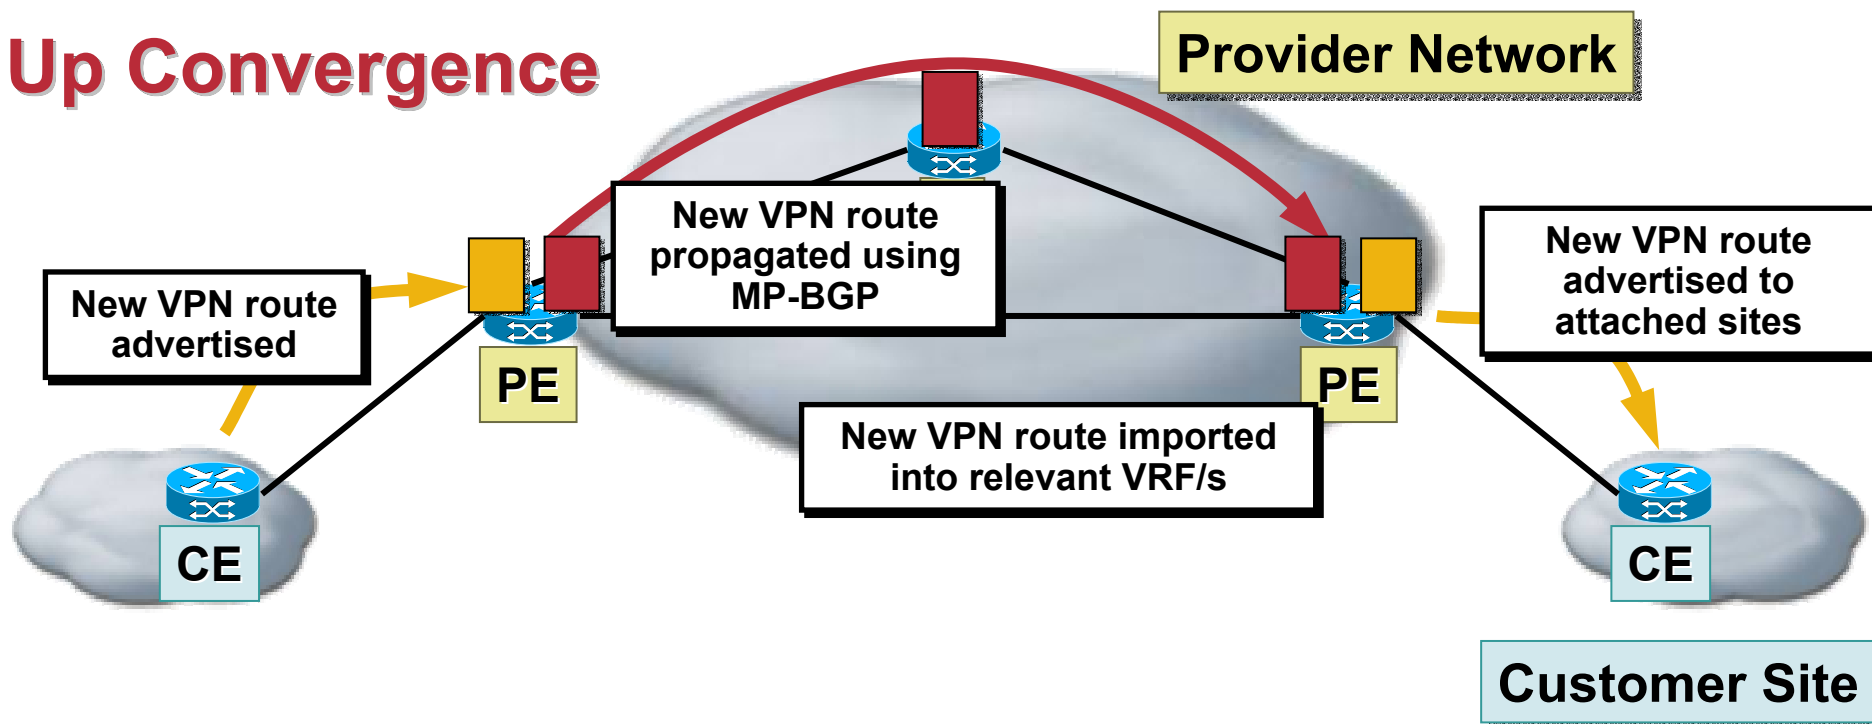 Up Convergence
Provider Network
New VPN route
propagated using
MP-BGP
New VPN route
advertised
New VPN route
advertised to
attached sites
PE
PE
New VPN route imported
into relevant VRF/s
CE
CE
Customer Site